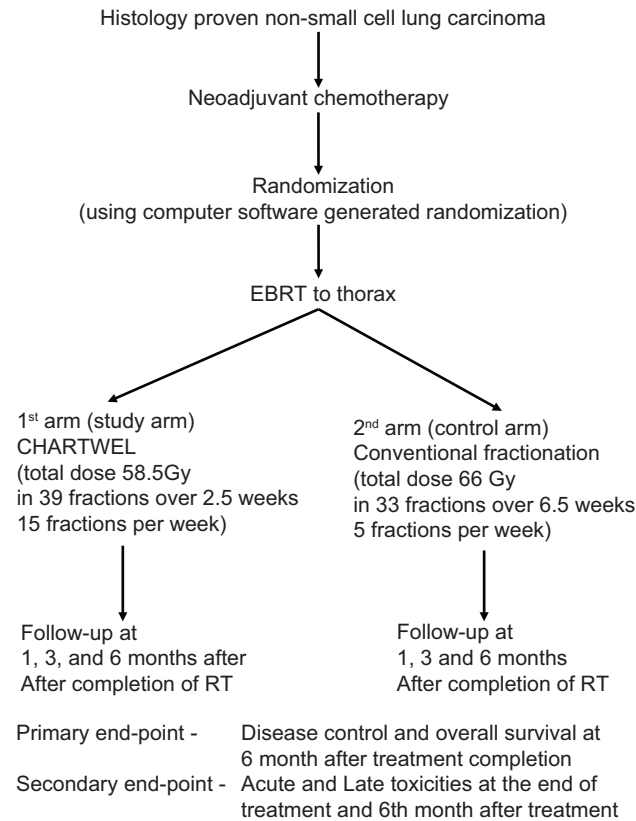 Histology proven non-small cell lung carcinoma
Neoadjuvant chemotherapy
Randomization
(using computer software generated randomization)
EBRT to thorax
1st arm (study arm)
CHARTWEL
(total dose 58.5Gy
in 39 fractions over 2.5 weeks
15 fractions per week)
2nd arm (control arm)
Conventional fractionation
(total dose 66 Gy
in 33 fractions over 6.5 weeks
5 fractions per week)
Follow-up at
1, 3, and 6 months after
After completion of RT
Follow-up at
1, 3 and 6 months
After completion of RT
Primary end-point - Disease control and overall survival at
6 month after treatment completion
Secondary end-point - Acute and Late toxicities at the end of
treatment and 6th month after treatment